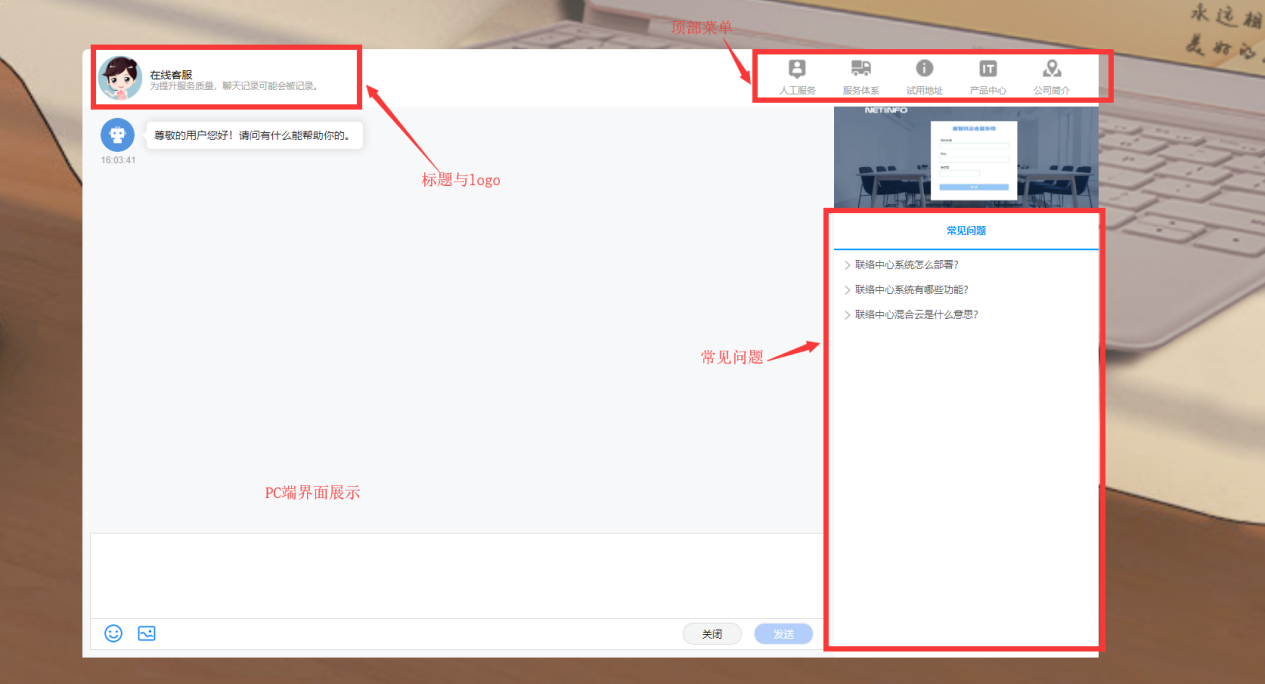 永远相
美好的
顶部菜单
在线客服
为提升服务质量,聊天记录可能会被记录。
人工服务
服务体系
试用地址
产品中心
公司简介
NETINFO
尊敬的用户您好!请问有什么能帮助你的。
16:03:41
标题与logo
常见问题
联络中心系统怎么部署?
联络中心系统有哪些功能?
联络中心混合云是什么意思?
常见问题
PC端界面展示
关闭
发送